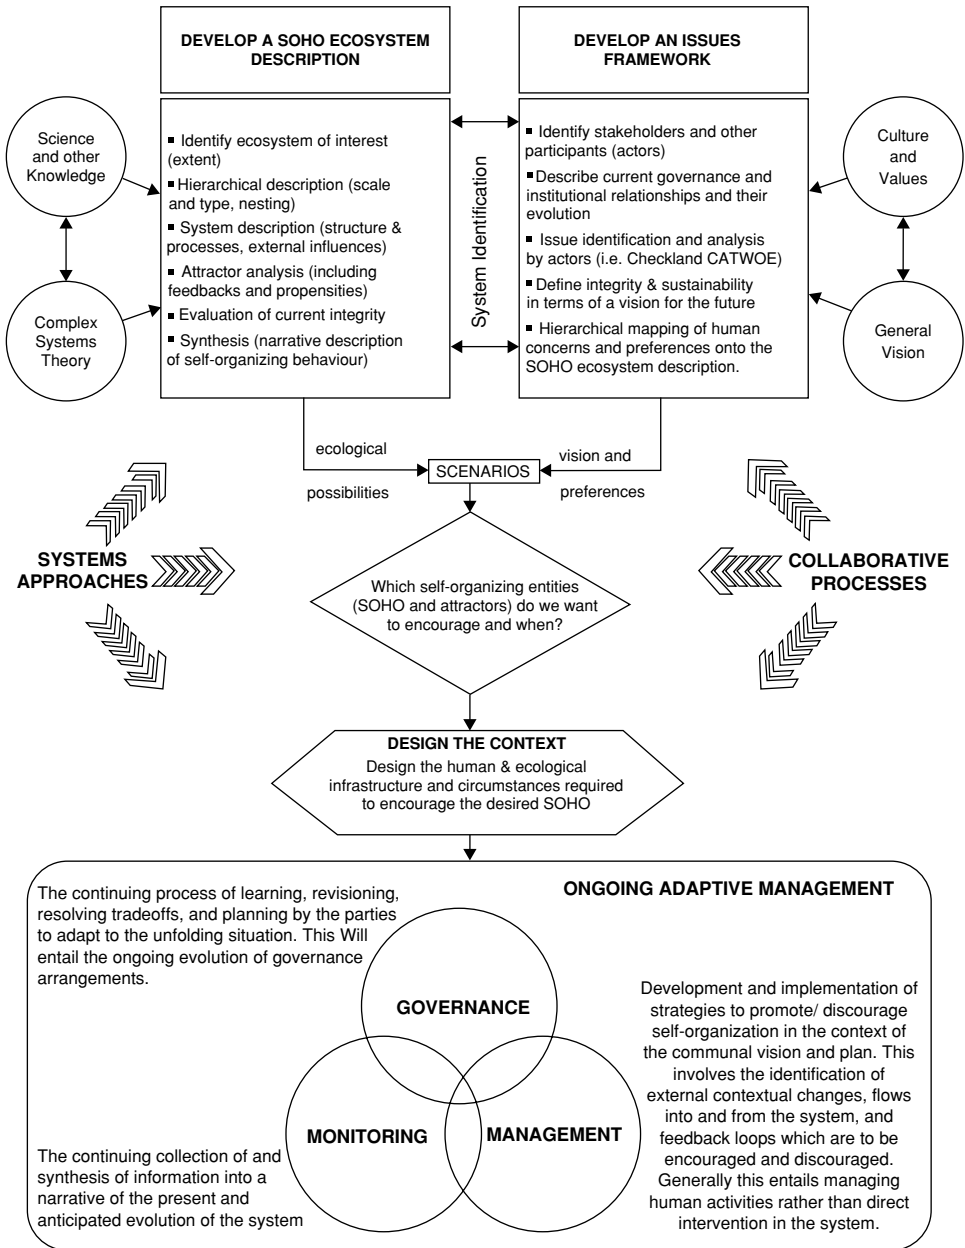 DEVELOP A SOHO ECOSYSTEM
DESCRIPTION
DEVELOP AN ISSUES
FRAMEWORK
Science
and other
Knowledge
Complex
Systems
Theory
▪ Identify ecosystem of interest
(extent)
▪ Hierarchical description (scale
and type, nesting)
▪ System description (structure &
processes, external influences)
▪ Attractor analysis (including
feedbacks and propensities)
▪ Evaluation of current integrity
▪ Synthesis (narrative description
of self-organizing behaviour)
System Identification
▪ Identify stakeholders and other
participants (actors)
▪ Describe current governance and
institutional relationships and their
evolution
▪ Issue identification and analysis
by actors (i.e. Checkland CATWOE)
▪ Define integrity & sustainability
in terms of a vision for the future
▪ Hierarchical mapping of human
concerns and preferences onto the
SOHO ecosystem description.
Culture
and
Values
General
Vision
ecological
possibilities
SCENARIOS
vision and
preferences
SYSTEMS
APPROACHES
COLLABORATIVE
PROCESSES
Which self-organizing entities
(SOHO and attractors) do we want
to encourage and when?
DESIGN THE CONTEXT
Design the human & ecological
infrastructure and circumstances required
to encourage the desired SOHO
ONGOING ADAPTIVE MANAGEMENT
The continuing process of learning, revisioning,
resolving tradeoffs, and planning by the parties
to adapt to the unfolding situation. This Will
entail the ongoing evolution of governance
arrangements.
GOVERNANCE
MONITORING
MANAGEMENT
Development and implementation of
strategies to promote/ discourage
self-organization in the context of
the communal vision and plan. This
involves the identification of
external contextual changes, flows
into and from the system, and
feedback loops which are to be
encouraged and discouraged.
Generally this entails managing
human activities rather than direct
intervention in the system.
The continuing collection of and
synthesis of information into a
narrative of the present and
anticipated evolution of the system